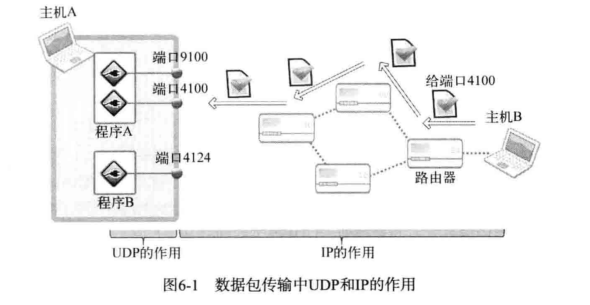 主机A
端口9100
端口4100
给端口4100
程序A
主机B
端口4124
路由器
程序B
UDP的作用
IP的作用
图6-1 数据包传输中UDP和IP的作用